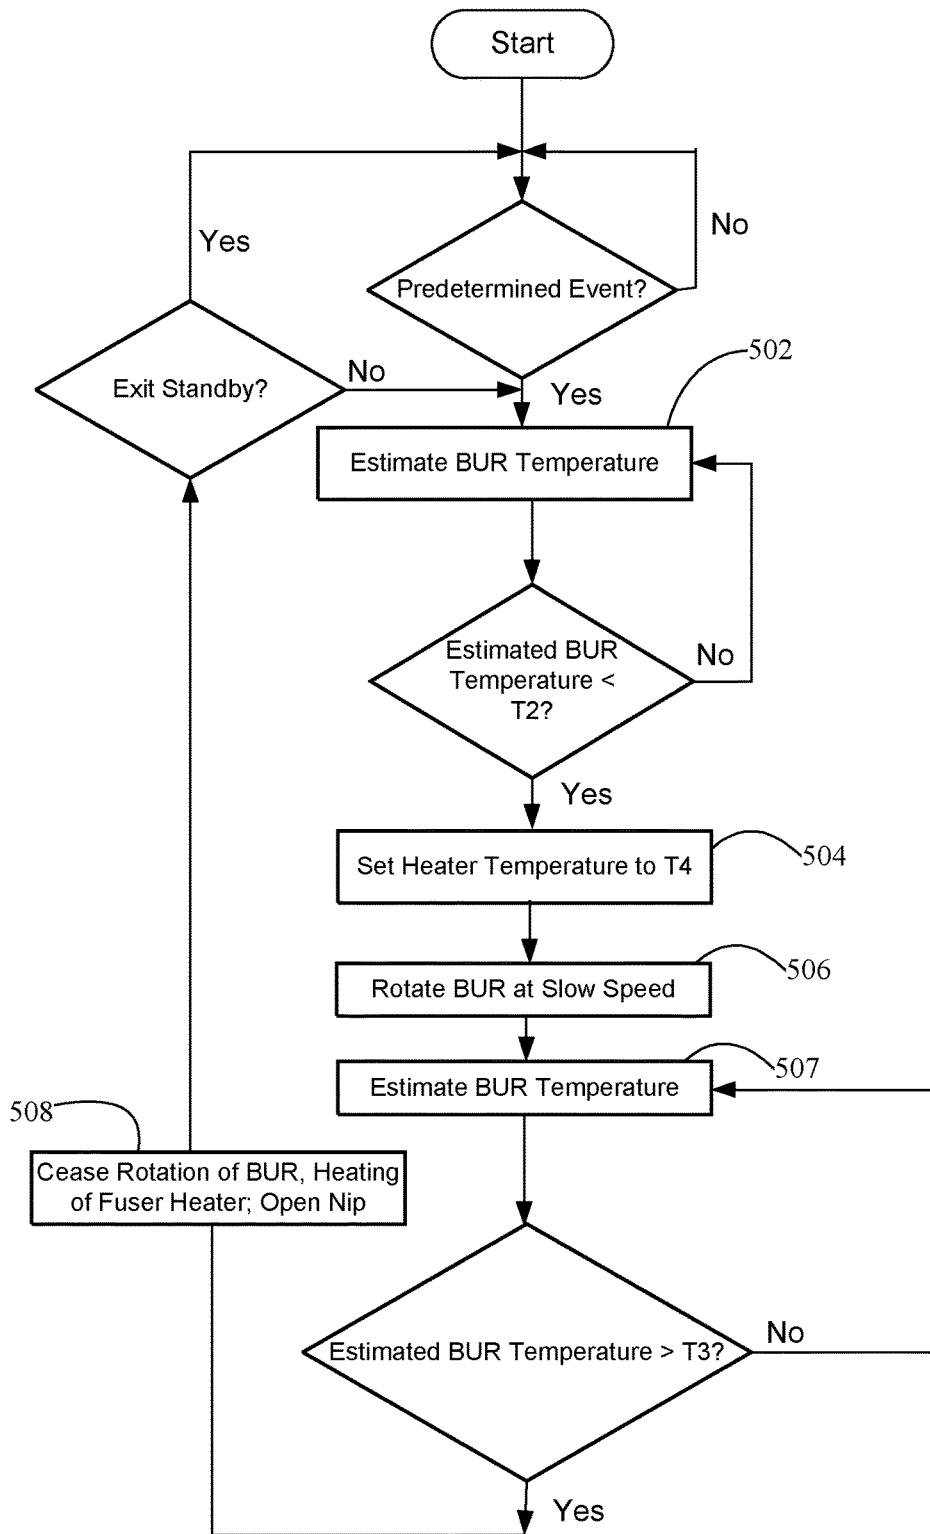 Start
No
Yes
Predetermined Event?
502
Exit Standby?
No
Yes
Estimate BUR Temperature
Estimated BUR
Temperature <
T2?
No
Yes
504
Set Heater Temperature to T4
506
Rotate BUR at Slow Speed
507
Estimate BUR Temperature
508
Cease Rotation of BUR, Heating
of Fuser Heater; Open Nip
No
Estimated BUR Temperature > T3?
Yes